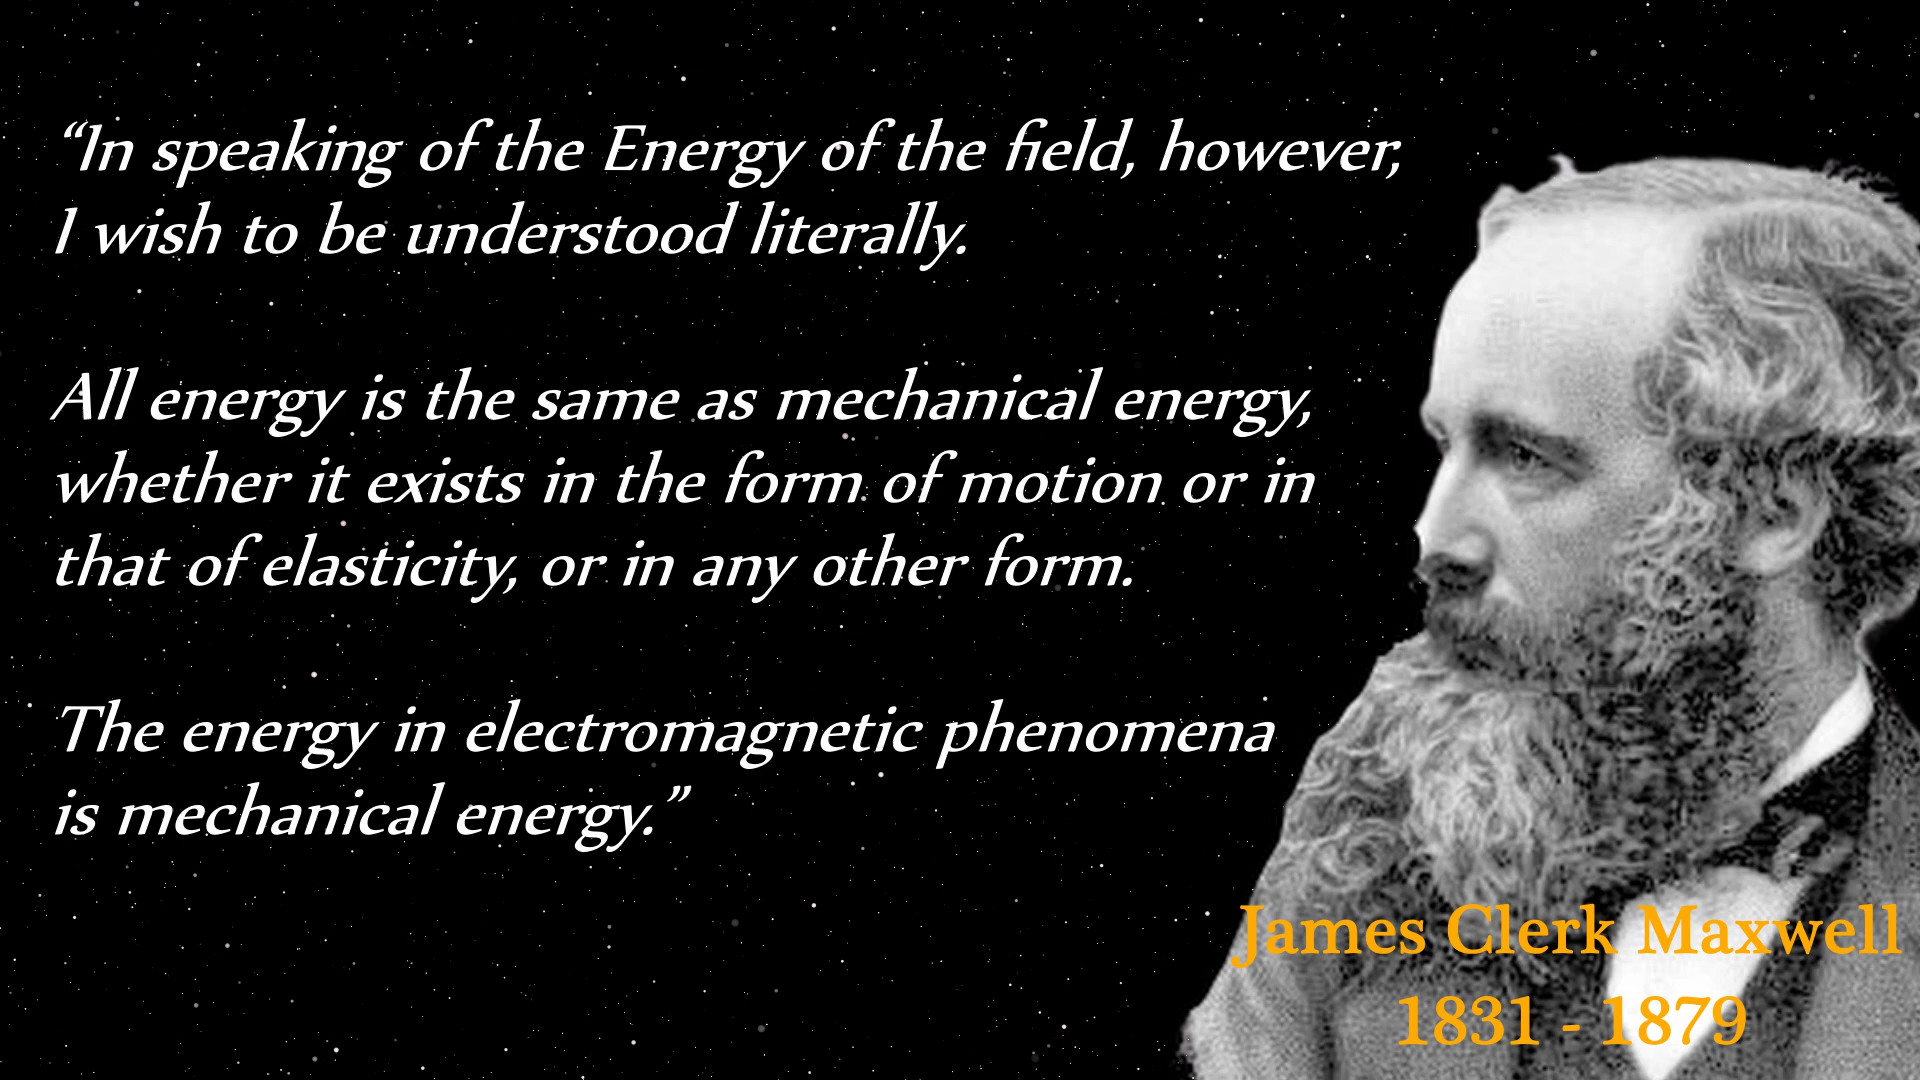 “In speaking of the Energy of the field, however,
I wish to be understood literally.
All energy is the same as mechanical energy,
whether it exists in the form of motion or in
that of elasticity, or in any other form.
The energy in electromagnetic phenomena
is mechanical energy.”
James Clerk Maxwell
1831 - 1879